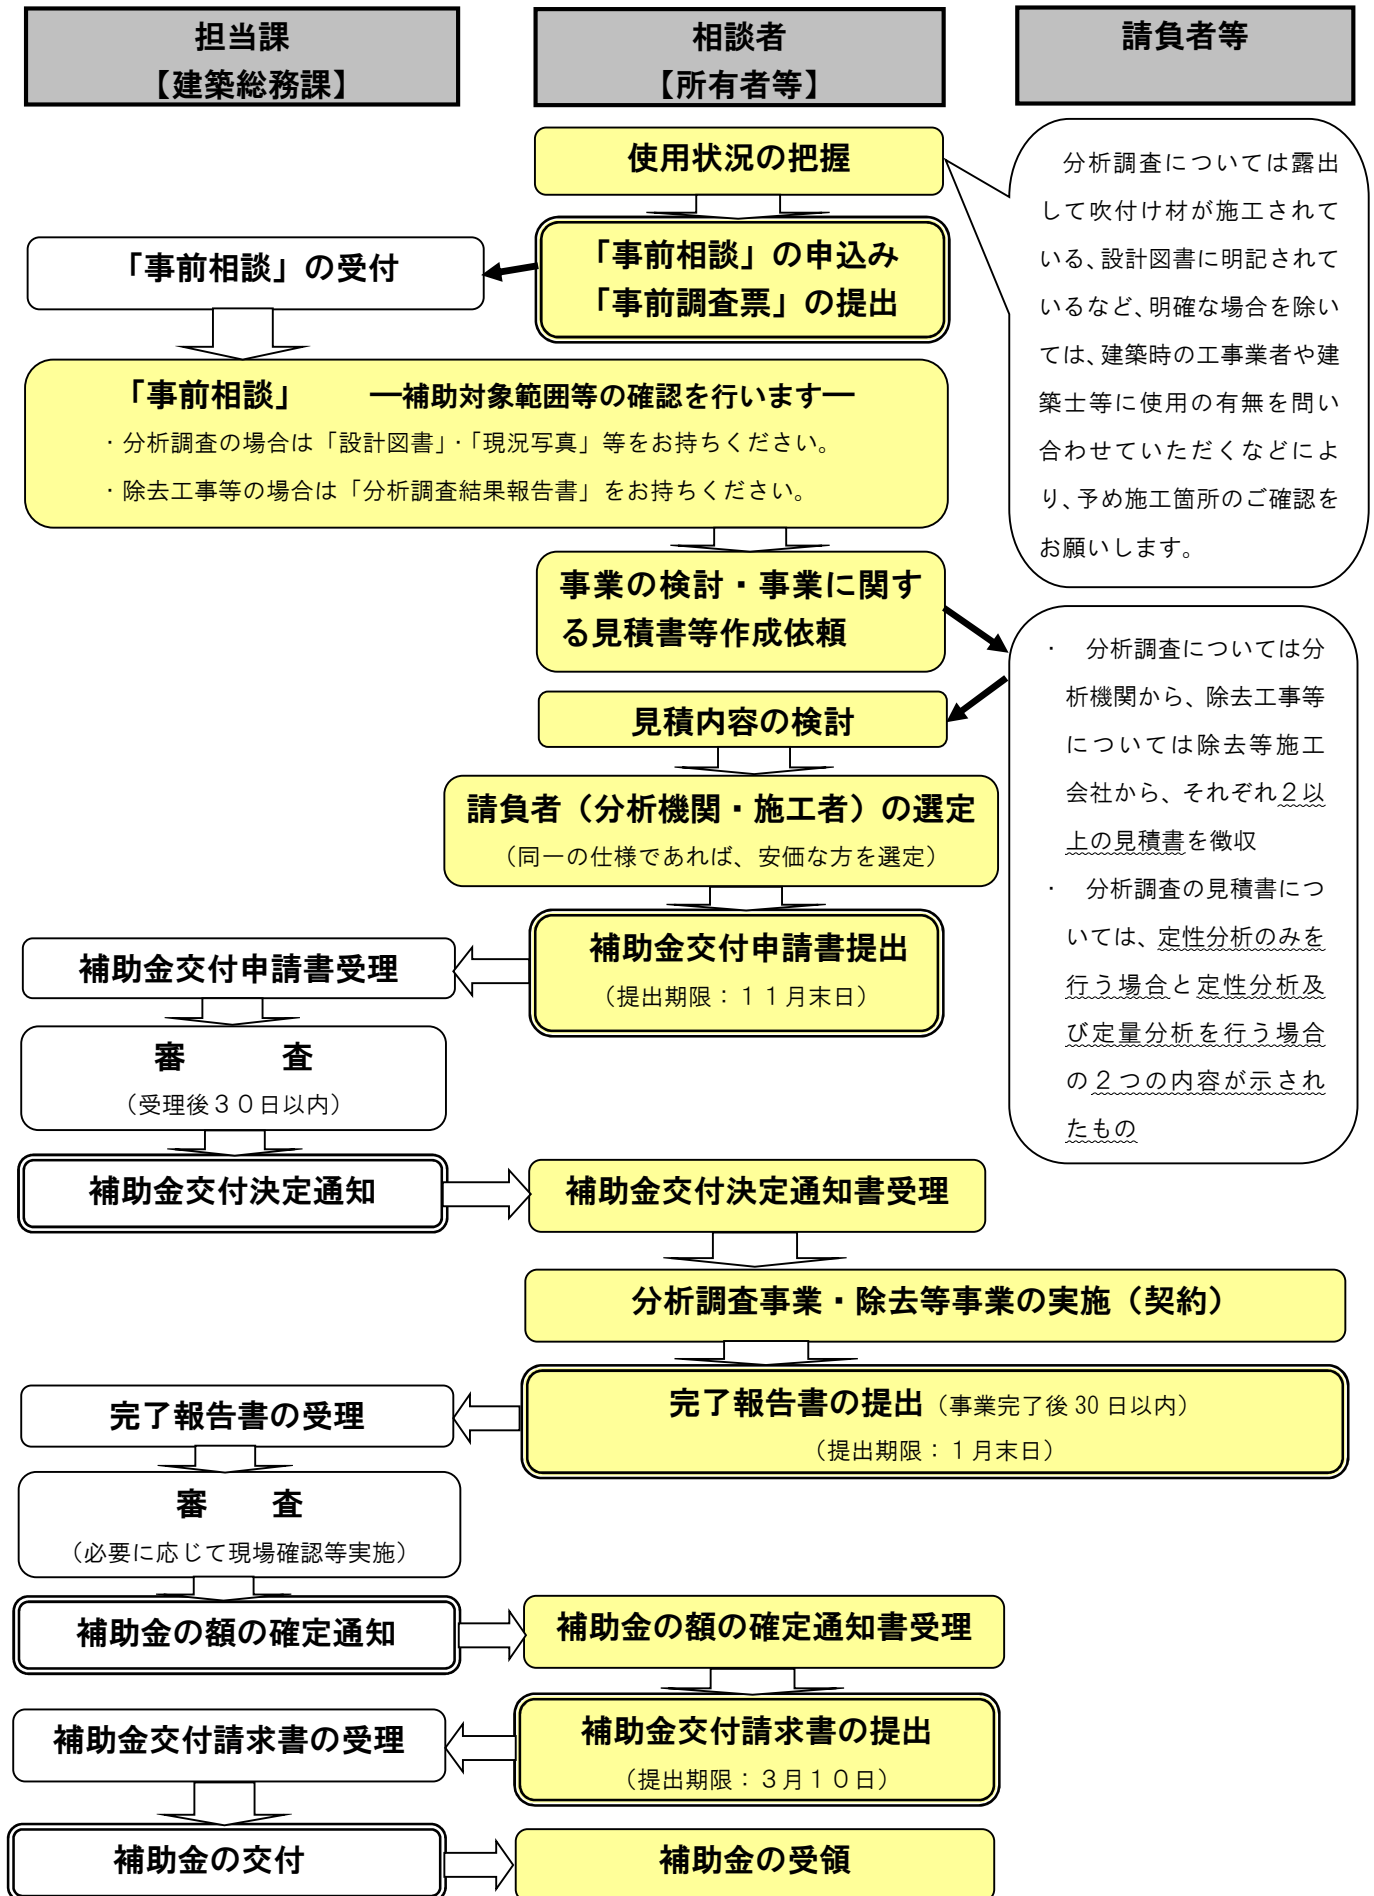 担当課
【建築総務課】
相談者
【所有者等】
請負者等
使用状況の把握
分析調査については露出
して吹付け材が施工されて
いる、設計図書に明記されて
いるなど、明確な場合を除い
ては、建築時の工事業者や建
築士等に使用の有無を問い
合わせていただくなどによ
り、予め施工箇所のご確認を
お願いします。
「事前相談」の申込み
「事前調査票」の提出
「事前相談」の受付
「事前相談」　━補助対象範囲等の確認を行います━
・分析調査の場合は「設計図書」・「現況写真」等をお持ちください。
・除去工事等の場合は「分析調査結果報告書」をお持ちください。
事業の検討・事業に関す
る見積書等作成依頼
・　分析調査については分
析機関から、除去工事等
については除去等施工
会社から、それぞれ２以
上の見積書を徴収
・　分析調査の見積書につ
いては、定性分析のみを
行う場合と定性分析及
び定量分析を行う場合
の２つの内容が示され
たもの
見積内容の検討
請負者（分析機関・施工者）の選定
（同一の仕様であれば、安価な方を選定）
補助金交付申請書提出
（提出期限：１１月末日）
補助金交付申請書受理
審　　　査
（受理後３０日以内）
補助金交付決定通知
補助金交付決定通知書受理
分析調査事業・除去等事業の実施（契約）
完了報告書の提出（事業完了後 30 日以内）
（提出期限：１月末日）
完了報告書の受理
審　　査
（必要に応じて現場確認等実施）
補助金の額の確定通知
補助金の額の確定通知書受理
補助金交付請求書の提出
（提出期限：３月１０日）
補助金交付請求書の受理
補助金の交付
補助金の受領